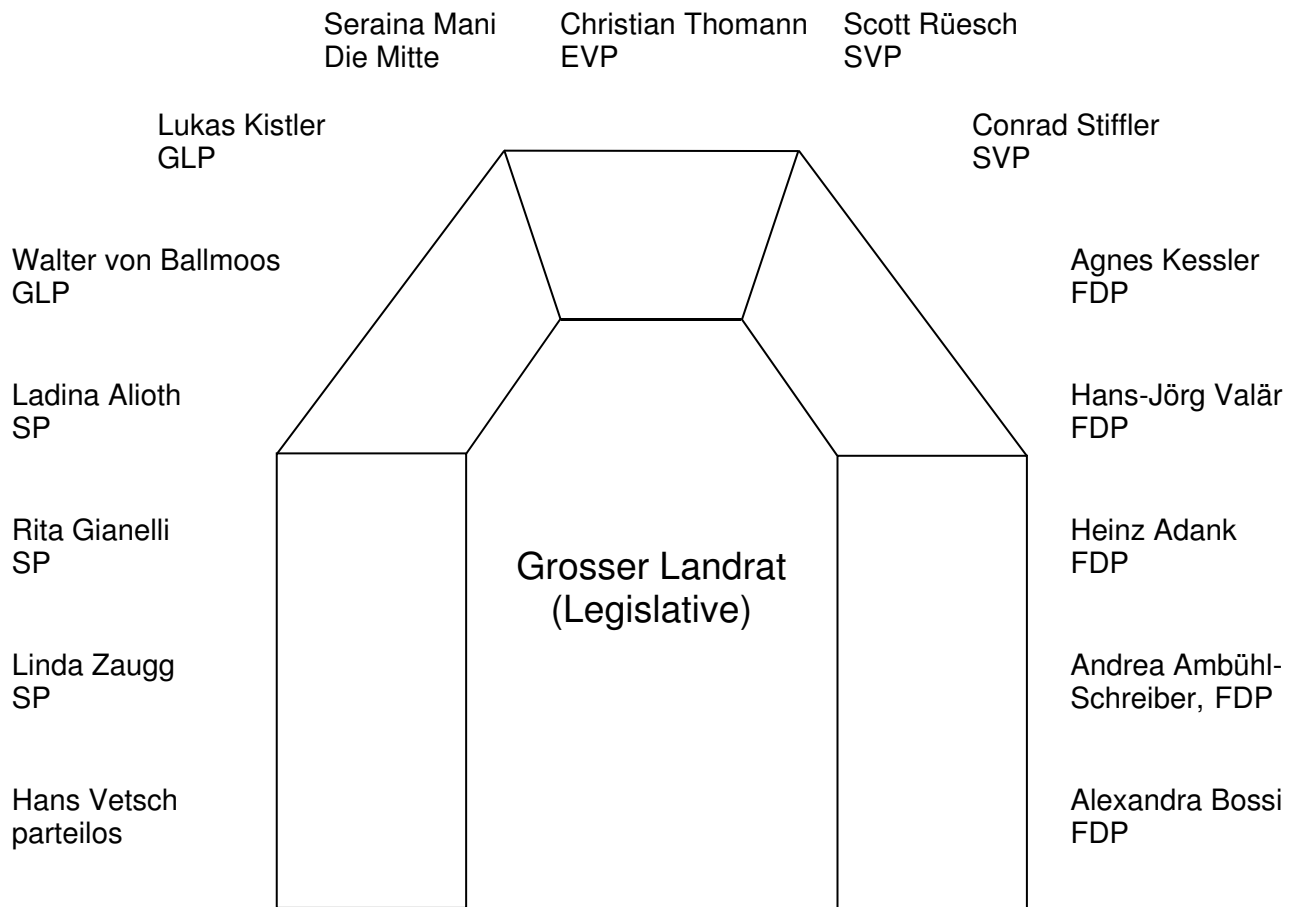 Seraina Mani
Die Mitte
Christian Thomann
EVP
Scott Rüesch
SVP
Lukas Kistler
GLP
Conrad Stiffler
SVP
Walter von Ballmoos
GLP
Agnes Kessler
FDP
Ladina Alioth
SP
Hans-Jörg Valär
FDP
Rita Gianelli
SP
Grosser Landrat
(Legislative)
Heinz Adank
FDP
Linda Zaugg
SP
Andrea Ambühl-
Schreiber, FDP
Hans Vetsch
parteilos
Alexandra Bossi
FDP